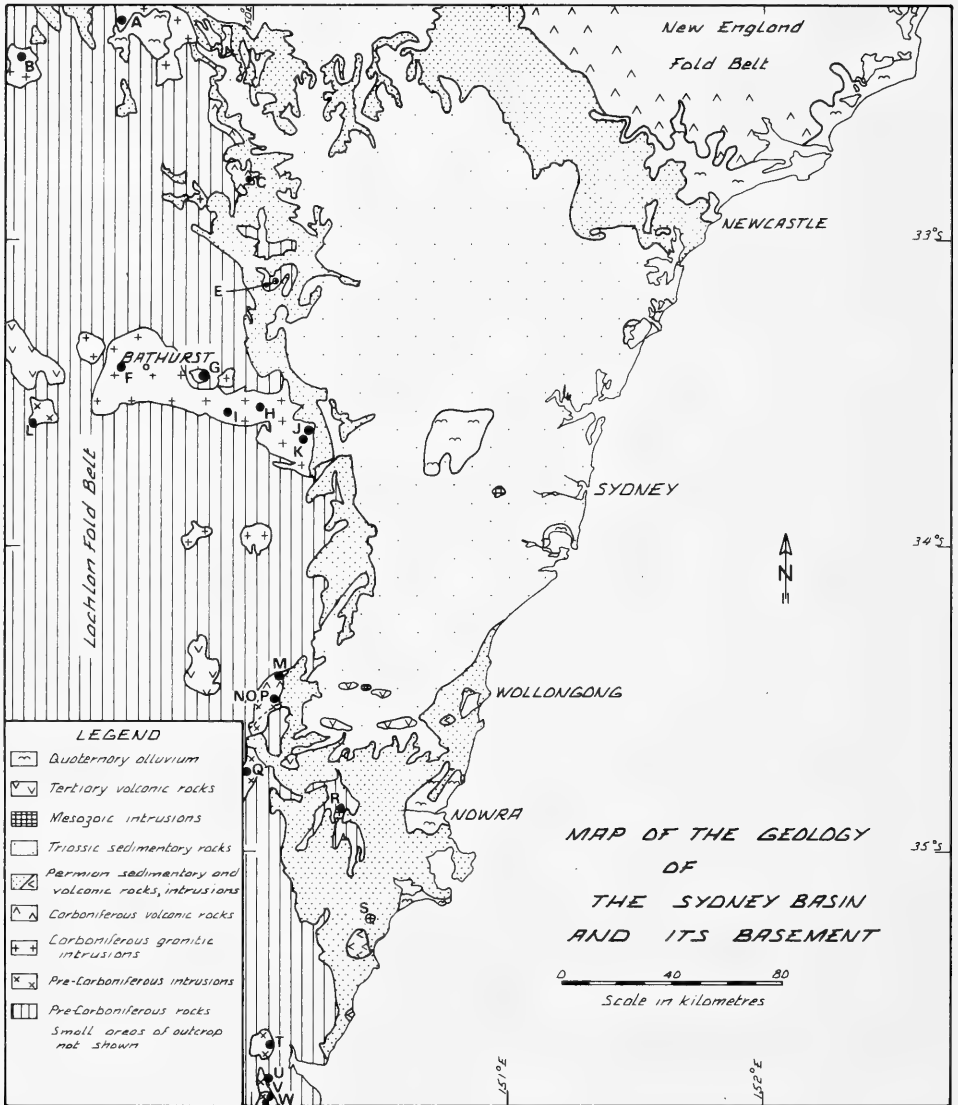 A
150°E
New England
Fold Belt
B
C
NEWCASTLE
33°S
E
BATHURST
F
G
I
H
J
K
L
SYDNEY
Lachlan Fold Belt
34°S
N
M
NOP
WOLLONGONG
LEGEND
Quaternary alluvium
Tertiary volcanic rocks
Mesozoic intrusions
Triassic sedimentary rocks
Permian sedimentary and
volcanic rocks, intrusions
Carboniferous volcanic rocks
Carboniferous granitic
intrusions
Pre-Carboniferous intrusions
Pre-Carboniferous rocks
Small areas of outcrop
not shown
Q
R
NOWRA
35°S
MAP OF THE GEOLOGY
OF
THE SYDNEY BASIN
AND ITS BASEMENT
S
0 40 80
Scale in kilometres
T
U
V
W
151°E
152°E